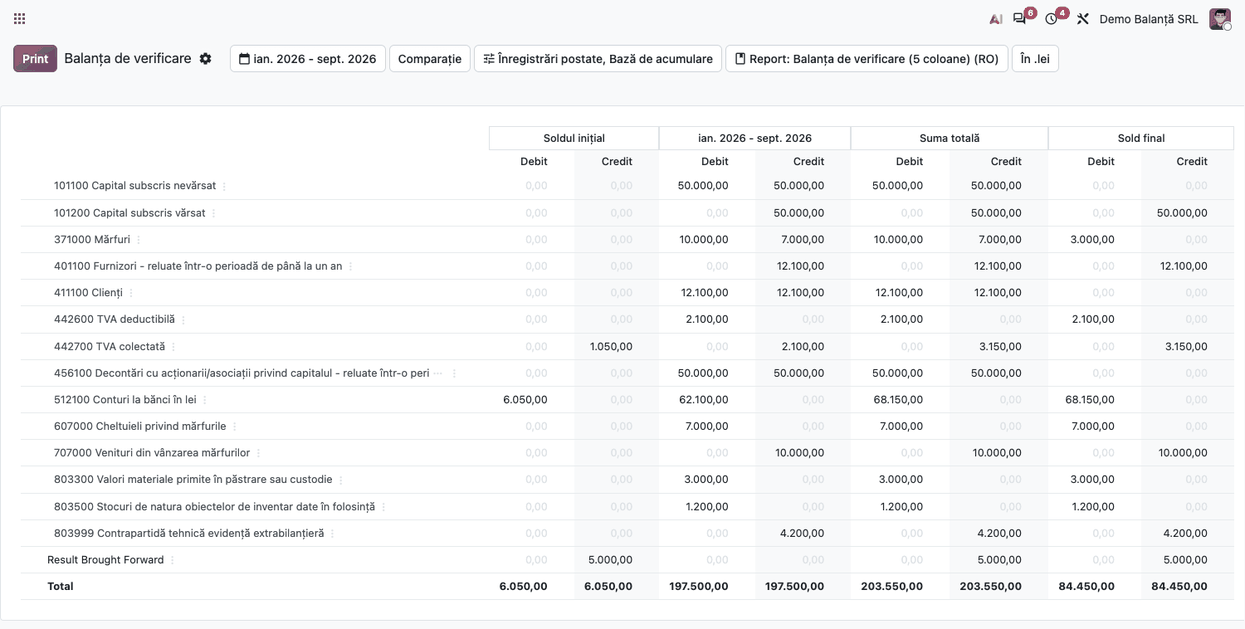 AI 6 4 Demo Balanță SRL
Print Balanța de verificare ian. 2026 - sept. 2026 Comparație Înregistrări postate, Bază de acumulare Report: Balanța de verificare (5 coloane) (RO) În .lei
Soldul inițial ian. 2026 - sept. 2026 Suma totală Sold final
Debit Credit Debit Credit Debit Credit Debit Credit
101100 Capital subscris nevărsat 0,00 0,00 50.000,00 50.000,00 50.000,00 50.000,00 0,00 0,00
101200 Capital subscris vărsat 0,00 0,00 0,00 50.000,00 0,00 50.000,00 0,00 50.000,00
371000 Mărfuri 0,00 0,00 10.000,00 7.000,00 10.000,00 7.000,00 3.000,00 0,00
401100 Furnizori - reluate într-o perioadă de până la un an 0,00 0,00 0,00 12.100,00 0,00 12.100,00 0,00 12.100,00
411100 Clienți 0,00 0,00 12.100,00 12.100,00 12.100,00 12.100,00 0,00 0,00
442600 TVA deductibilă 0,00 0,00 2.100,00 0,00 2.100,00 0,00 2.100,00 0,00
442700 TVA colectată 0,00 1.050,00 0,00 2.100,00 0,00 3.150,00 0,00 3.150,00
456100 Decontări cu acționarii/asociații privind capitalul - reluate într-o peri ... 0,00 0,00 50.000,00 50.000,00 50.000,00 50.000,00 0,00 0,00
512100 Conturi la bănci în lei 6.050,00 0,00 62.100,00 0,00 68.150,00 0,00 68.150,00 0,00
607000 Cheltuieli privind mărfurile 0,00 0,00 7.000,00 0,00 7.000,00 0,00 7.000,00 0,00
707000 Venituri din vânzarea mărfurilor 0,00 0,00 0,00 10.000,00 0,00 10.000,00 0,00 10.000,00
803300 Valori materiale primite în păstrare sau custodie 0,00 0,00 3.000,00 0,00 3.000,00 0,00 3.000,00 0,00
803500 Stocuri de natura obiectelor de inventar date în folosință 0,00 0,00 1.200,00 0,00 1.200,00 0,00 1.200,00 0,00
803999 Contrapartidă tehnică evidență extrabilanțieră 0,00 0,00 0,00 4.200,00 0,00 4.200,00 0,00 4.200,00
Result Brought Forward 0,00 5.000,00 0,00 0,00 0,00 5.000,00 0,00 5.000,00
Total 6.050,00 6.050,00 197.500,00 197.500,00 203.550,00 203.550,00 84.450,00 84.450,00